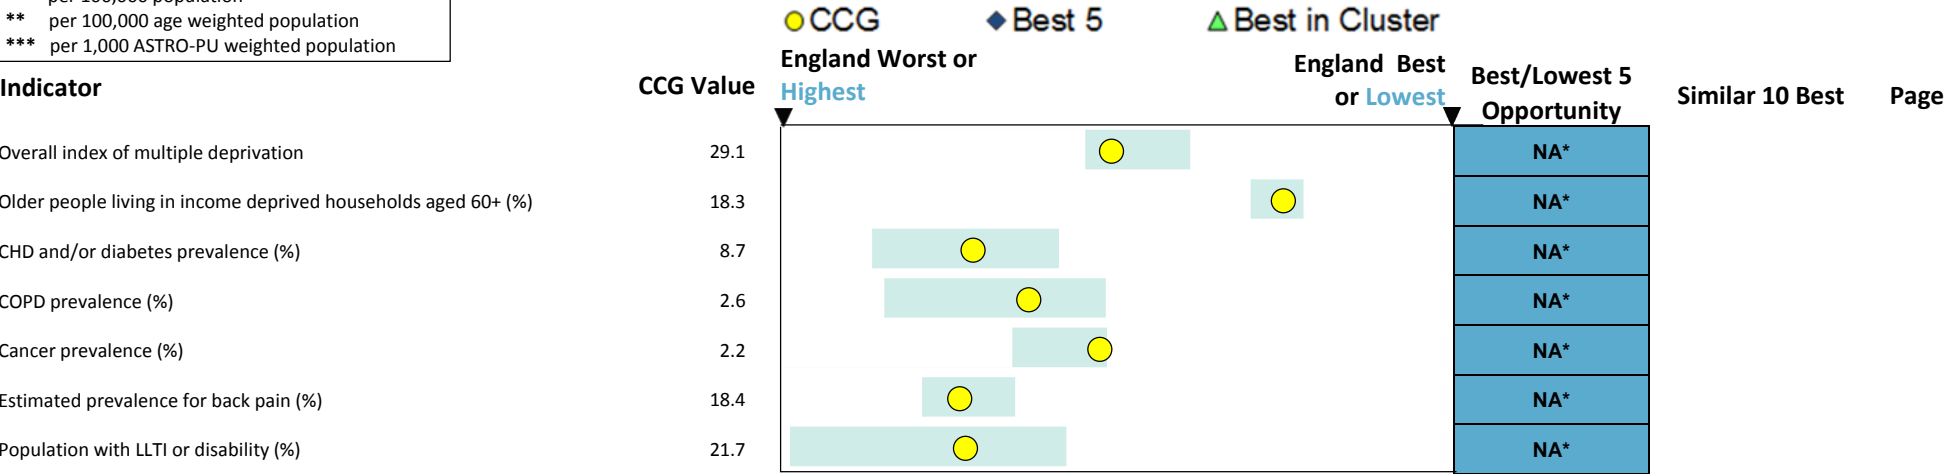 per 100,000 population
** per 100,000 age weighted population
*** per 1,000 ASTRO-PU weighted population
CCG Best 5 Best in Cluster
Indicator
CCG Value
England Worst or
Highest
England Best
or Lowest
Best/Lowest 5
Opportunity
Similar 10 Best
Page
Overall index of multiple deprivation 29.1 NA*
Older people living in income deprived households aged 60+ (%) 18.3 NA*
CHD and/or diabetes prevalence (%) 8.7 NA*
COPD prevalence (%) 2.6 NA*
Cancer prevalence (%) 2.2 NA*
Estimated prevalence for back pain (%) 18.4 NA*
Population with LLTI or disability (%) 21.7 NA*